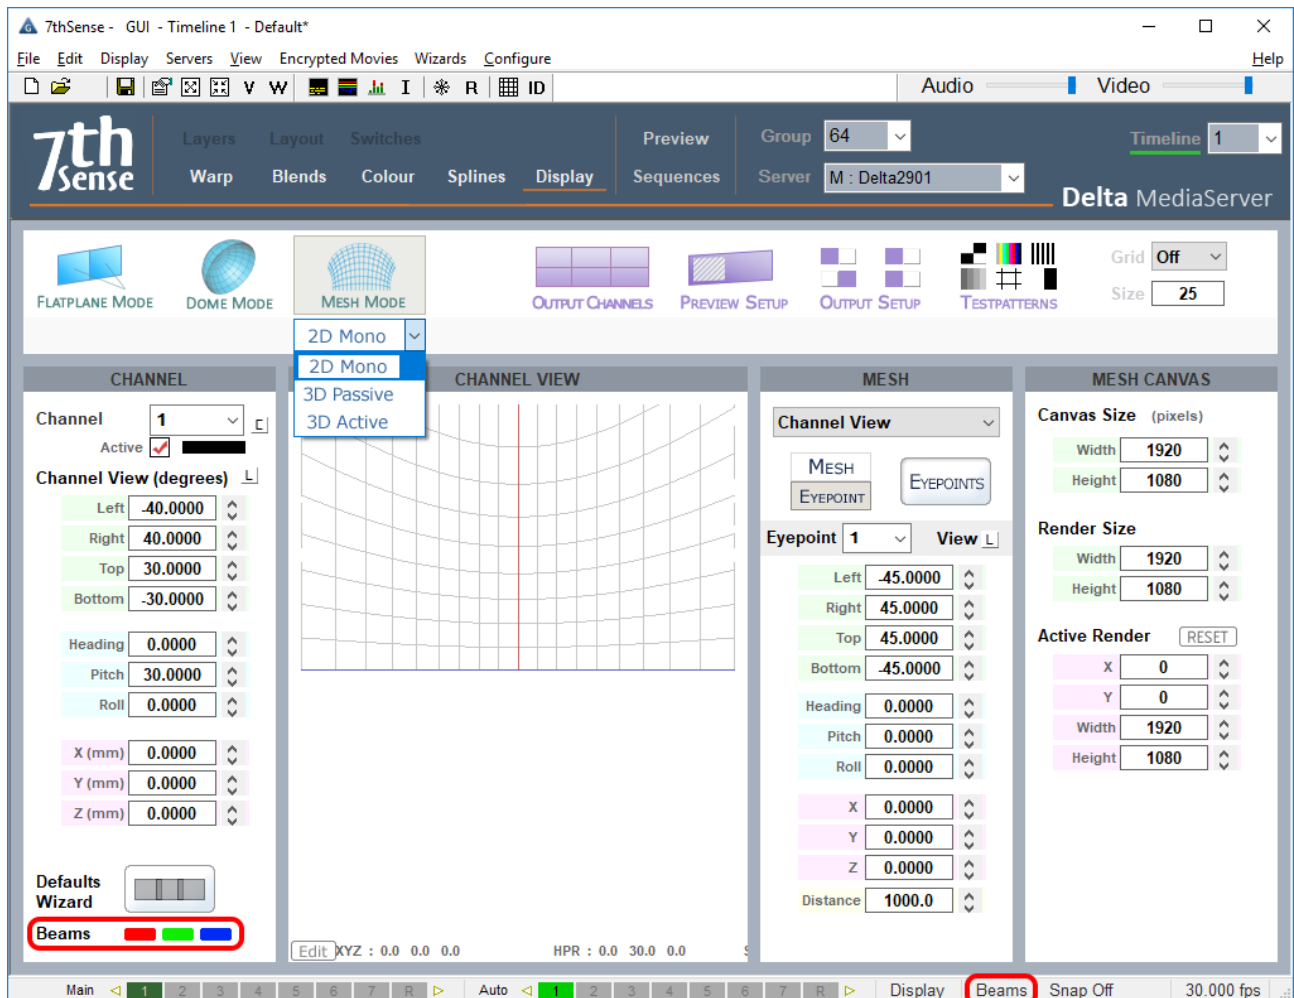 7thSense - GUI - Timeline 1 - Default*
File Edit Display Servers View Encrypted Movies Wizards Configure Help
V W I R ID Audio Video
7th Sense
Layers Layout Switches Preview Group 64 Timeline 1
Warp Blends Colour Splines Display Sequences Server M : Delta2901
Delta MediaServer
FLATPLANE MODE DOME MODE MESH MODE OUTPUT CHANNELS PREVIEW SETUP OUTPUT SETUP TESTPATTERNS
Grid Off
Size 25
2D Mono
2D Mono
3D Passive
3D Active
CHANNEL
Channel 1 C
Active
Channel View (degrees) L
Left -40.0000
Right 40.0000
Top 30.0000
Bottom -30.0000
Heading 0.0000
Pitch 30.0000
Roll 0.0000
X (mm) 0.0000
Y (mm) 0.0000
Z (mm) 0.0000
Defaults
Wizard
Beams
CHANNEL VIEW
Edit XYZ : 0.0 0.0 0.0 HPR : 0.0 30.0 0.0
MESH
Channel View
MESH
EYEPOINT
EYEPOINTS
Eyepoint 1 View L
Left -45.0000
Right 45.0000
Top 45.0000
Bottom -45.0000
Heading 0.0000
Pitch 0.0000
Roll 0.0000
X 0.0000
Y 0.0000
Z 0.0000
Distance 1000.0
MESH CANVAS
Canvas Size (pixels)
Width 1920
Height 1080
Render Size
Width 1920
Height 1080
Active Render RESET
X 0
Y 0
Width 1920
Height 1080
Main 1 2 3 4 5 6 7 R Auto 1 2 3 4 5 6 7 R Display Beams Snap Off 30.000 fps